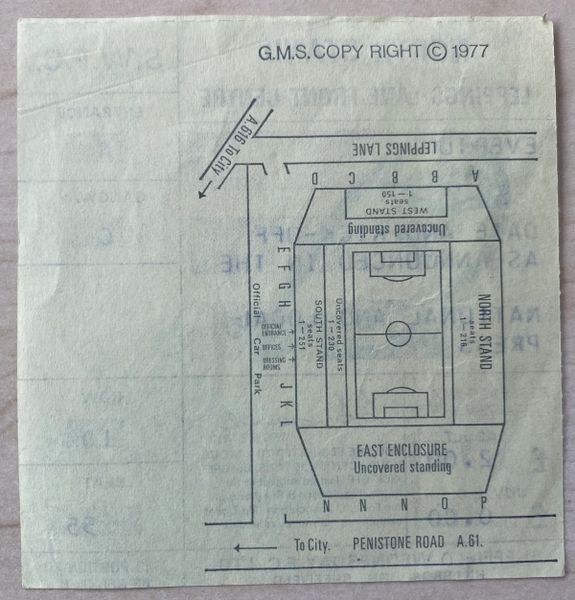 G.M.S. COPY RIGHT © 1977
A.616 To City
LEPPINGS LANE
D C B B A
WEST STAND
seats
1—150
Uncovered standing
E F G H
NORTH STAND
seats
1—216
Uncovered seats
1—230
SOUTH STAND
seats
1—251
Official Car Park
OFFICIAL
ENTRANCE
OFFICES
DRESSING
ROOMS
J K L
EAST ENCLOSURE
Uncovered standing
N N N O P
To City. PENISTONE ROAD A.61.